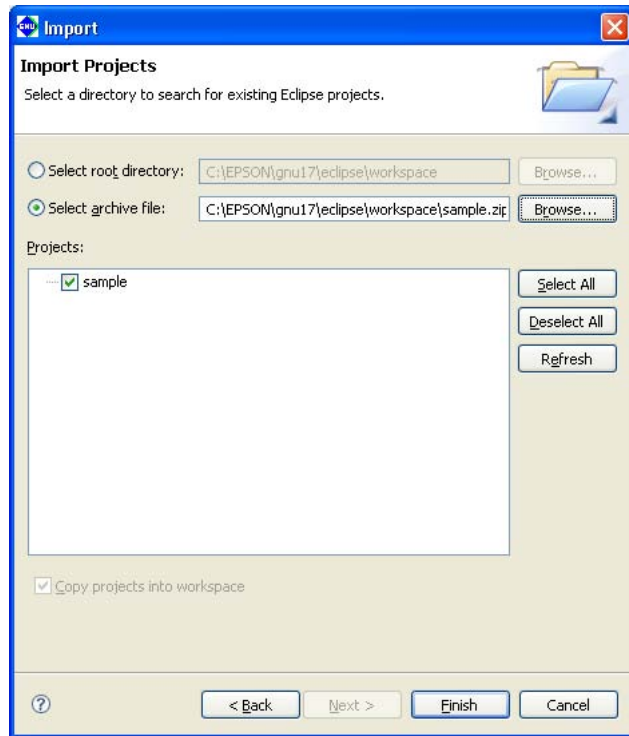 GNU Import
Import Projects
Select a directory to search for existing Eclipse projects.
Select root directory: C:\EPSON\gnu17\eclipse\workspace Browse...
Select archive file: C:\EPSON\gnu17\eclipse\workspace\sample.zip Browse...
Projects:
sample
Select All
Deselect All
Refresh
Copy projects into workspace
? < Back Next > Finish Cancel